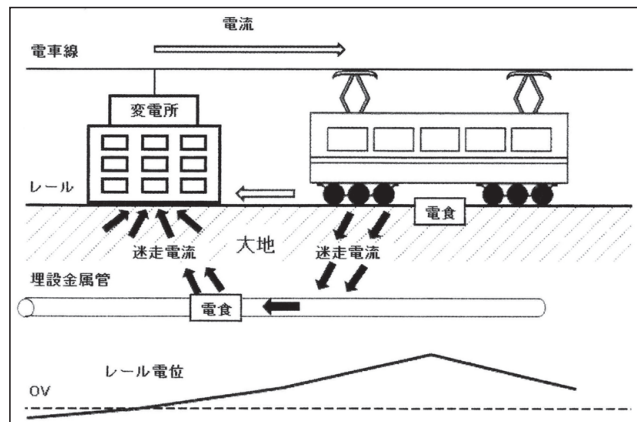 電流
電車線
変電所
レール
電食
大地
迷走電流
迷走電流
埋設金属管
電食
レール電位
0V